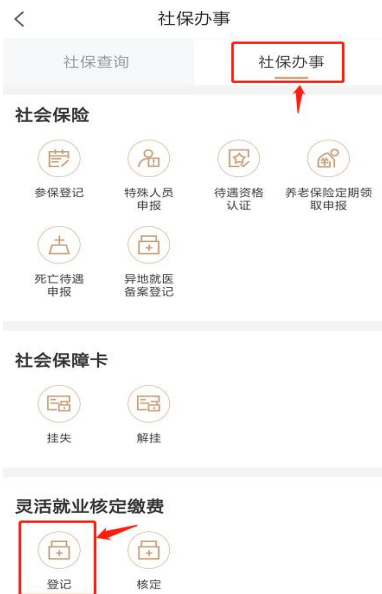 社保办事
社保查询 社保办事
社会保险
参保登记 特殊人员申报 待遇资格认证 养老保险定期领取申报
死亡待遇申报 异地就医备案登记
社会保障卡
挂失 解挂
灵活就业核定缴费
登记 核定